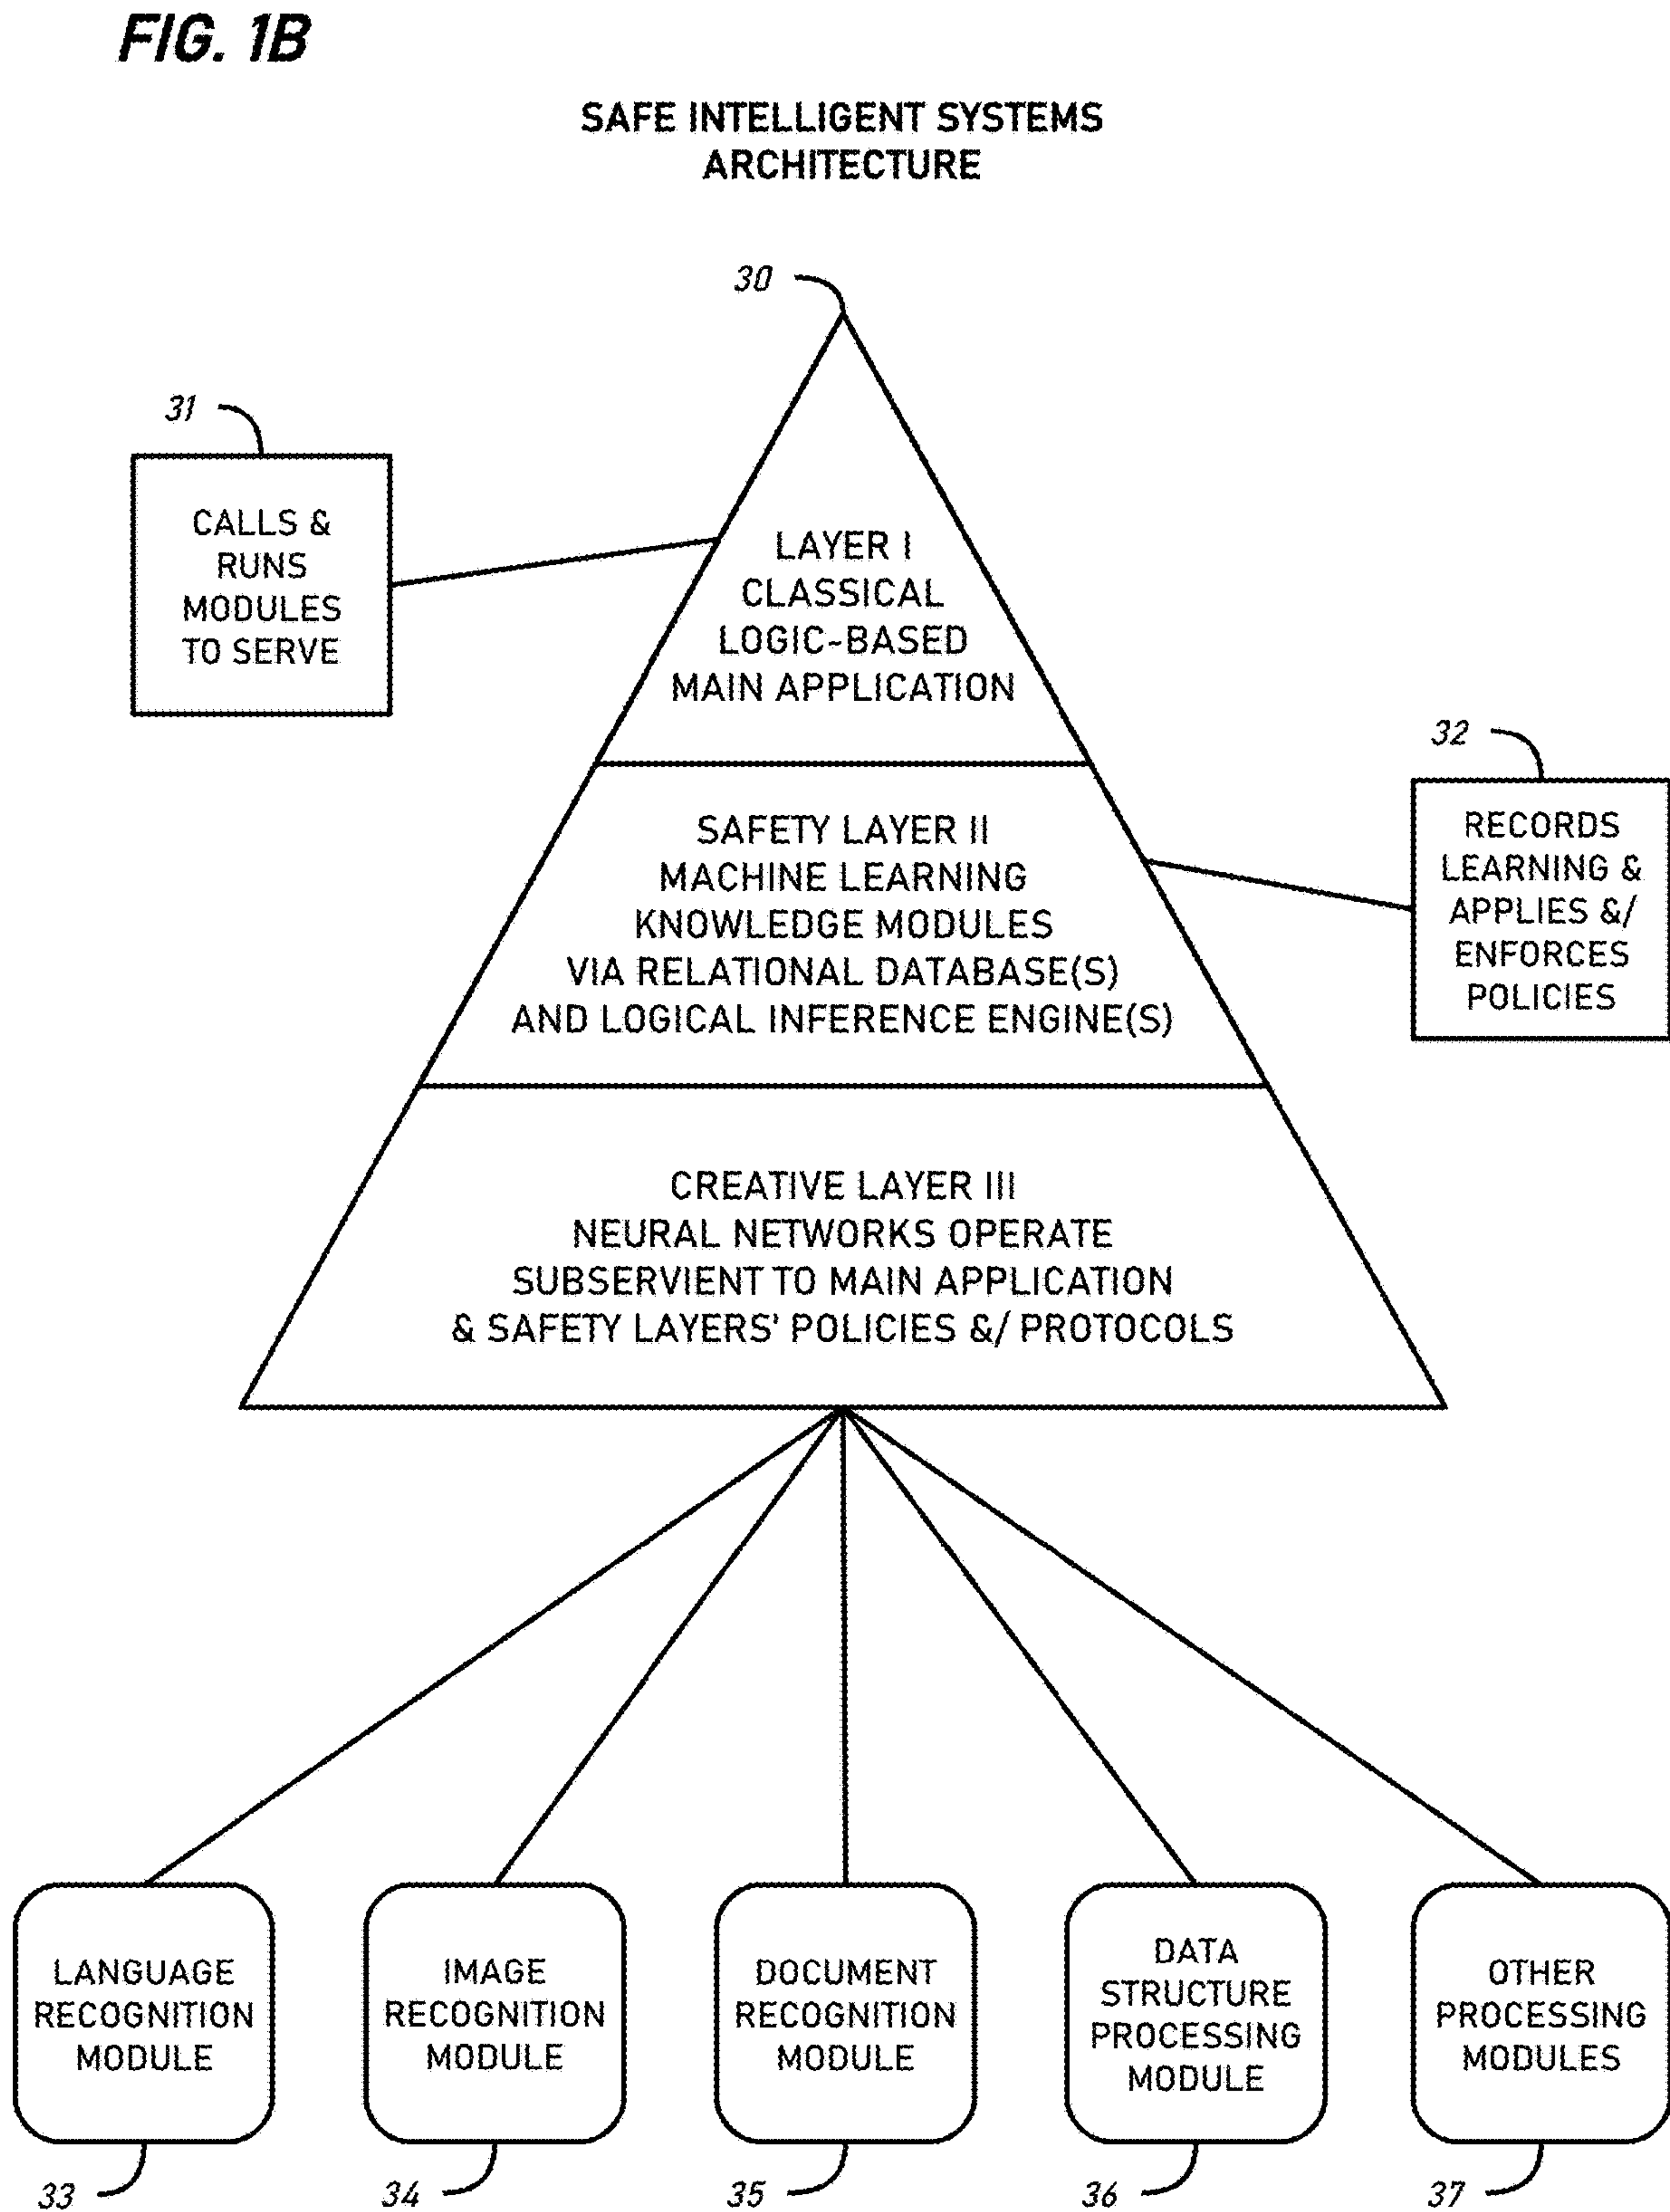 FIG. 1B
SAFE INTELLIGENT SYSTEMS
ARCHITECTURE
30
31
CALLS &
RUNS
MODULES
TO SERVE
LAYER I
CLASSICAL
LOGIC-BASED
MAIN APPLICATION
32
RECORDS
LEARNING &
APPLIES &/
ENFORCES
POLICIES
SAFETY LAYER II
MACHINE LEARNING
KNOWLEDGE MODULES
VIA RELATIONAL DATABASE(S)
AND LOGICAL INFERENCE ENGINE(S)
CREATIVE LAYER III
NEURAL NETWORKS OPERATE
SUBSERVIENT TO MAIN APPLICATION
& SAFETY LAYERS' POLICIES &/ PROTOCOLS
LANGUAGE
RECOGNITION
MODULE
33
IMAGE
RECOGNITION
MODULE
34
DOCUMENT
RECOGNITION
MODULE
35
DATA
STRUCTURE
PROCESSING
MODULE
36
OTHER
PROCESSING
MODULES
37